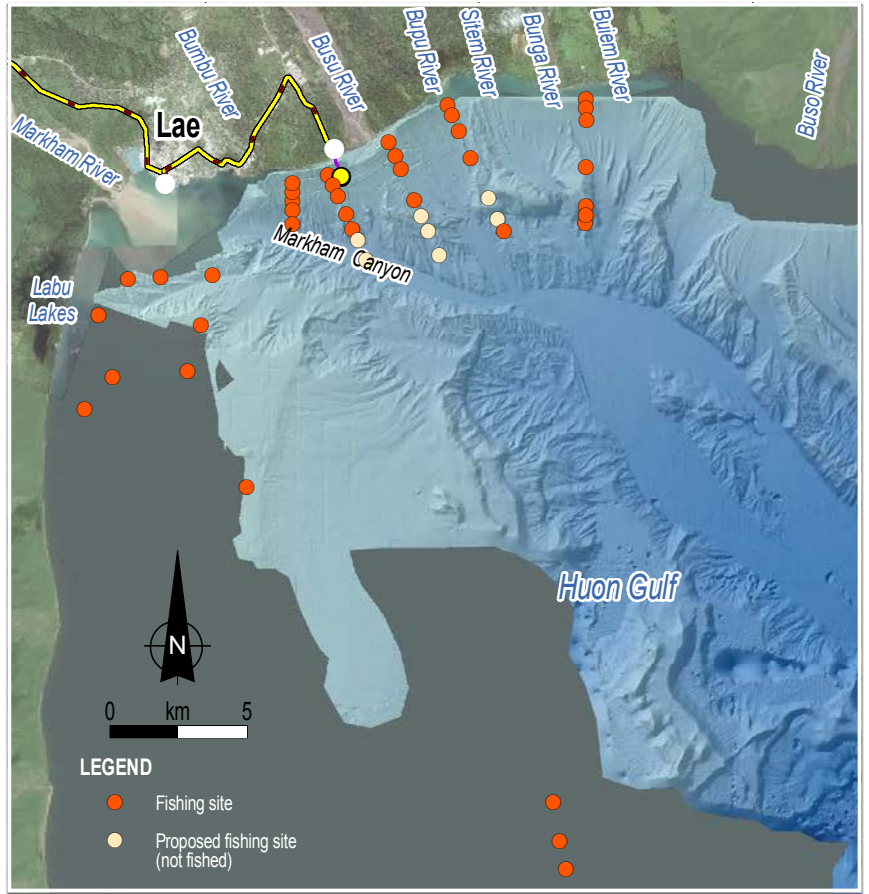 Bumbu River
Busu River
Bupu River
Sitem River
Bunga River
Buiem River
Buso River
Lae
Markham River
Markham Canyon
Labu
Lakes
Huon Gulf
N
0 km 5
LEGEND
Fishing site
Proposed fishing site
(not fished)